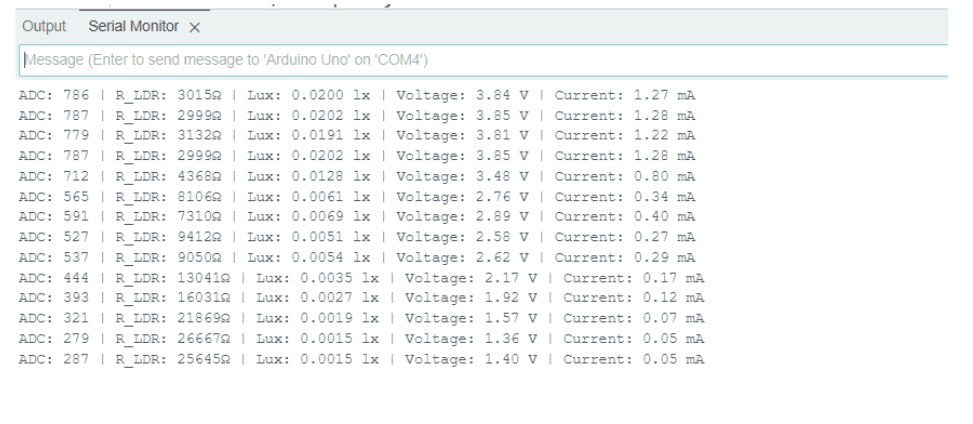 Output Serial Monitor ×
Message (Enter to send message to 'Arduino Uno' on 'COM4')
ADC: 786 | R_LDR: 3015Ω | Lux: 0.0200 lx | Voltage: 3.84 V | Current: 1.27 mA
ADC: 787 | R_LDR: 2999Ω | Lux: 0.0202 lx | Voltage: 3.85 V | Current: 1.28 mA
ADC: 779 | R_LDR: 3132Ω | Lux: 0.0191 lx | Voltage: 3.81 V | Current: 1.22 mA
ADC: 787 | R_LDR: 2999Ω | Lux: 0.0202 lx | Voltage: 3.85 V | Current: 1.28 mA
ADC: 712 | R_LDR: 4368Ω | Lux: 0.0128 lx | Voltage: 3.48 V | Current: 0.80 mA
ADC: 565 | R_LDR: 8106Ω | Lux: 0.0061 lx | Voltage: 2.76 V | Current: 0.34 mA
ADC: 591 | R_LDR: 7310Ω | Lux: 0.0069 lx | Voltage: 2.89 V | Current: 0.40 mA
ADC: 527 | R_LDR: 9412Ω | Lux: 0.0051 lx | Voltage: 2.58 V | Current: 0.27 mA
ADC: 537 | R_LDR: 9050Ω | Lux: 0.0054 lx | Voltage: 2.62 V | Current: 0.29 mA
ADC: 444 | R_LDR: 13041Ω | Lux: 0.0035 lx | Voltage: 2.17 V | Current: 0.17 mA
ADC: 393 | R_LDR: 16031Ω | Lux: 0.0027 lx | Voltage: 1.92 V | Current: 0.12 mA
ADC: 321 | R_LDR: 21869Ω | Lux: 0.0019 lx | Voltage: 1.57 V | Current: 0.07 mA
ADC: 279 | R_LDR: 26667Ω | Lux: 0.0015 lx | Voltage: 1.36 V | Current: 0.05 mA
ADC: 287 | R_LDR: 25645Ω | Lux: 0.0015 lx | Voltage: 1.40 V | Current: 0.05 mA